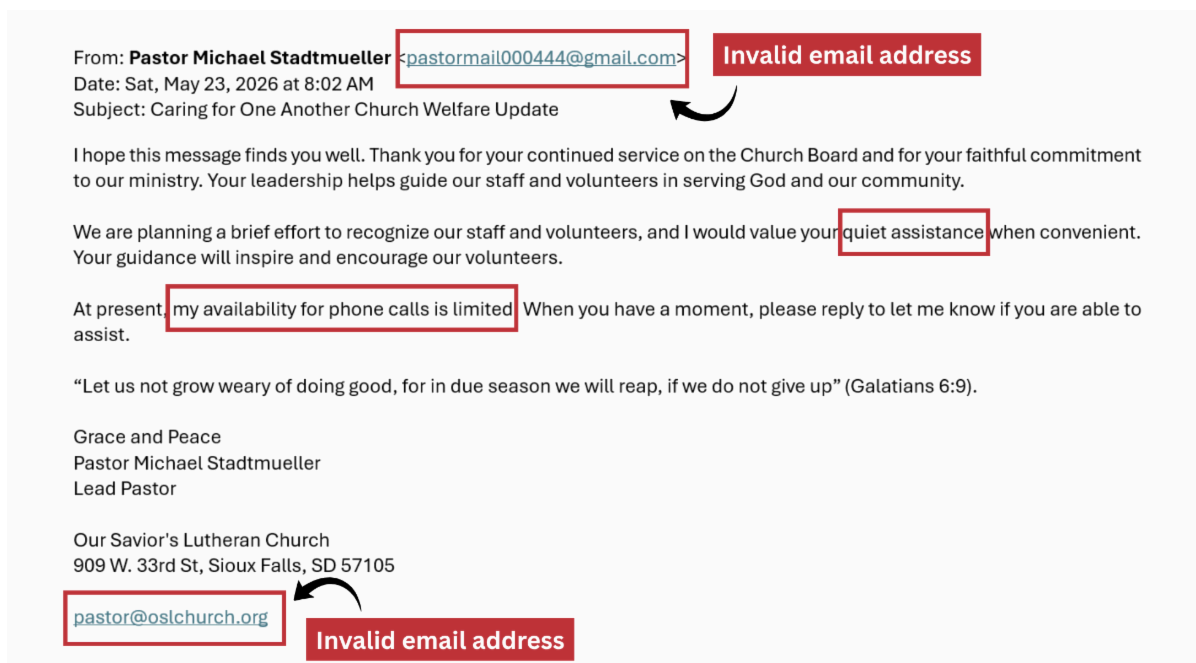 From: Pastor Michael Stadtmueller <pastormail000444@gmail.com>
Invalid email address
Date: Sat, May 23, 2026 at 8:02 AM
Subject: Caring for One Another Church Welfare Update
I hope this message finds you well. Thank you for your continued service on the Church Board and for your faithful commitment
to our ministry. Your leadership helps guide our staff and volunteers in serving God and our community.
We are planning a brief effort to recognize our staff and volunteers, and I would value your quiet assistance when convenient.
Your guidance will inspire and encourage our volunteers.
At present, my availability for phone calls is limited. When you have a moment, please reply to let me know if you are able to
assist.
“Let us not grow weary of doing good, for in due season we will reap, if we do not give up” (Galatians 6:9).
Grace and Peace
Pastor Michael Stadtmueller
Lead Pastor
Our Savior's Lutheran Church
909 W. 33rd St, Sioux Falls, SD 57105
pastor@oslchurch.org
Invalid email address